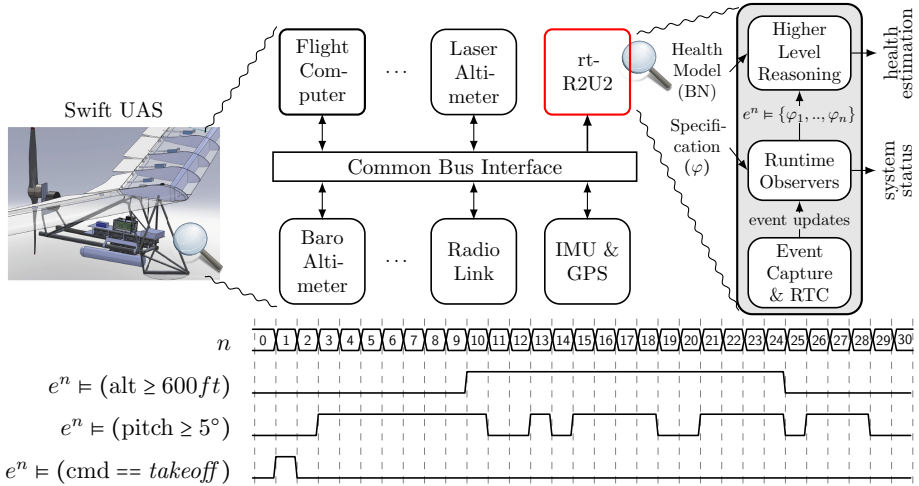 Swift UAS
Flight
Com-
puter
...
Laser
Alti-
meter
rt-
R2U2
Common Bus Interface
Baro
Alti-
meter
...
Radio
Link
IMU &
GPS
Health
Model
(BN)
Specifi-
cation
(φ)
Higher
Level
Reasoning
eⁿ ⊨ {φ₁, .., φₙ}
Runtime
Observers
event updates
Event
Capture
& RTC
health
estimation
system
status
n 0 1 2 3 4 5 6 7 8 9 10 11 12 13 14 15 16 17 18 19 20 21 22 23 24 25 26 27 28 29 30
eⁿ ⊨ (alt ≥ 600ft)
eⁿ ⊨ (pitch ≥ 5°)
eⁿ ⊨ (cmd == takeoff)